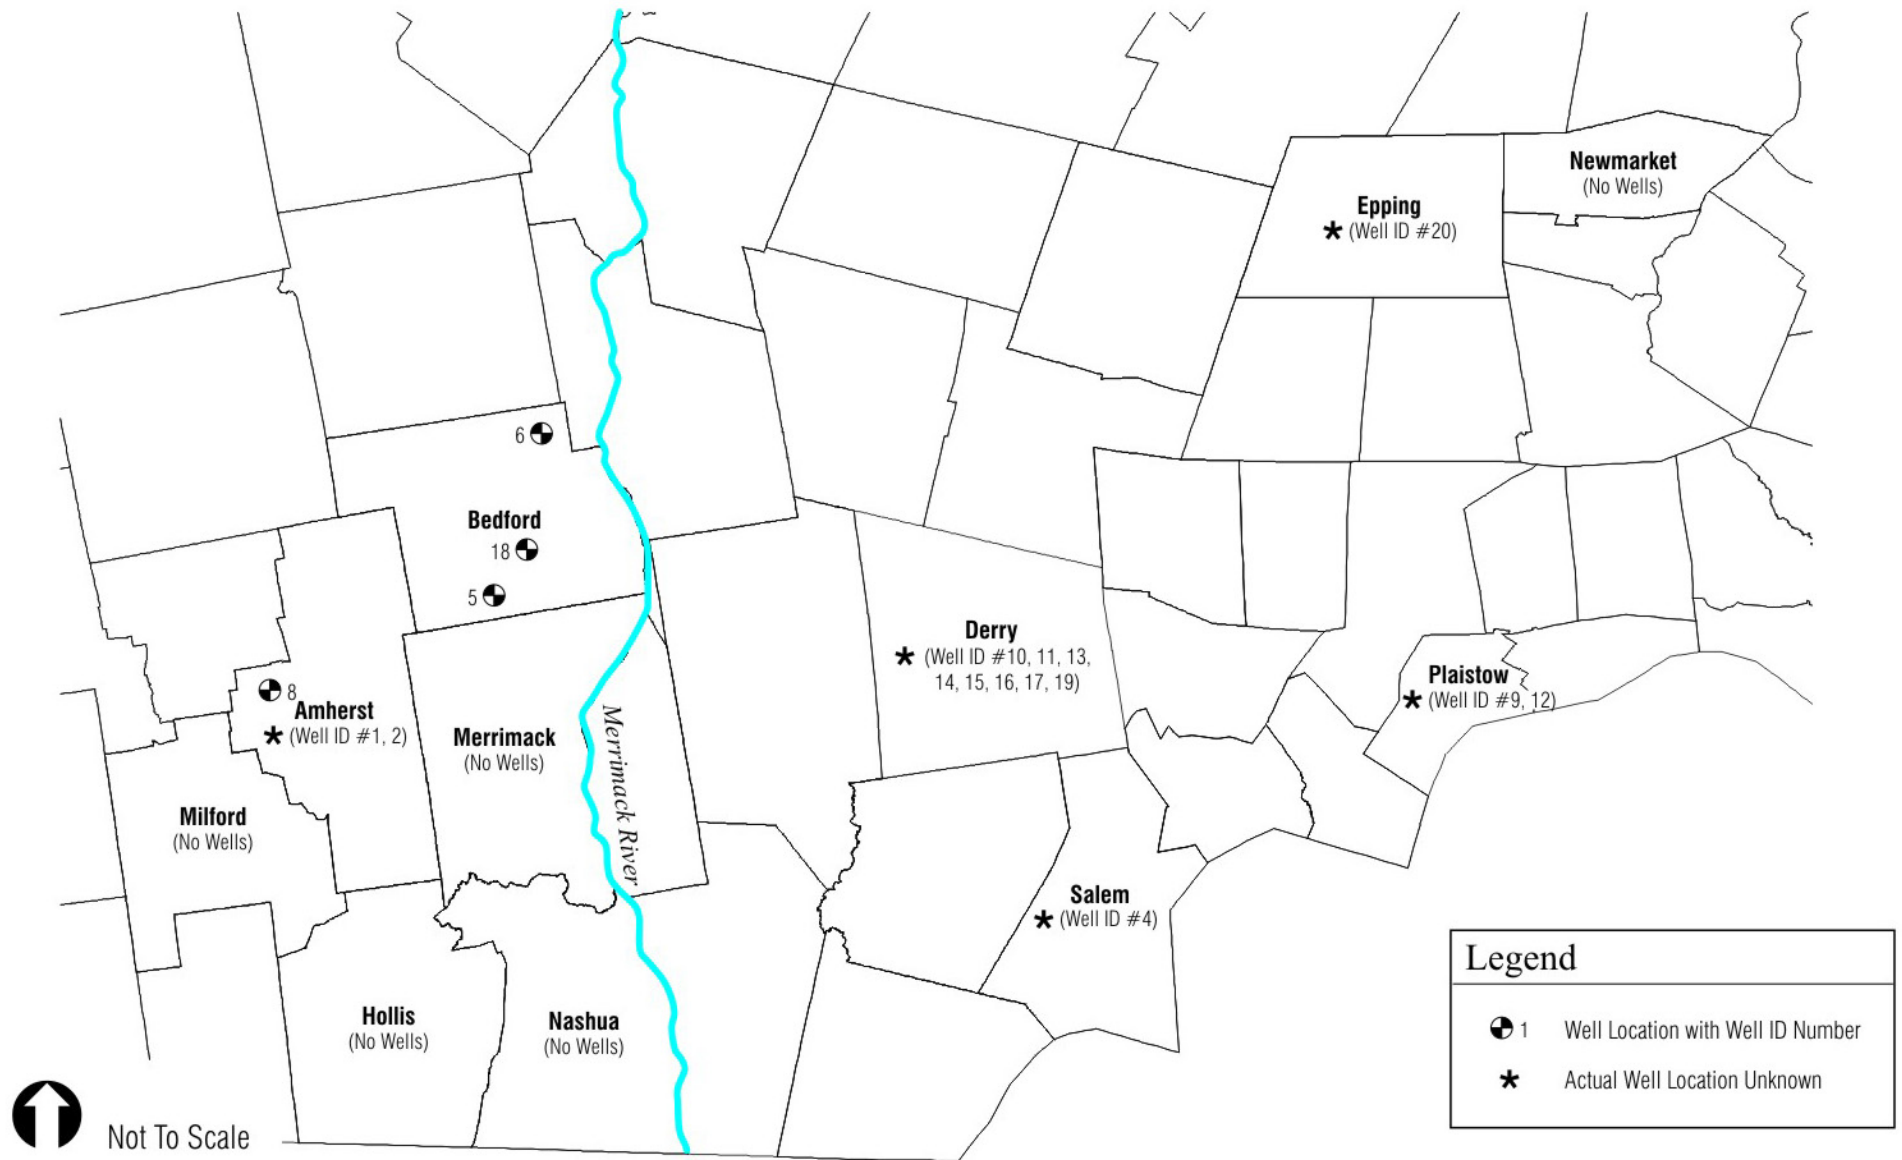 Newmarket
(No Wells)
Epping
* (Well ID #20)
6
Bedford
18
5
Derry
* (Well ID #10, 11, 13,
14, 15, 16, 17, 19)
Plaistow
* (Well ID #9, 12)
8
Amherst
* (Well ID #1, 2)
Merrimack
(No Wells)
Merrimack River
Milford
(No Wells)
Salem
* (Well ID #4)
Hollis
(No Wells)
Nashua
(No Wells)
Legend
1 Well Location with Well ID Number
* Actual Well Location Unknown
Not To Scale